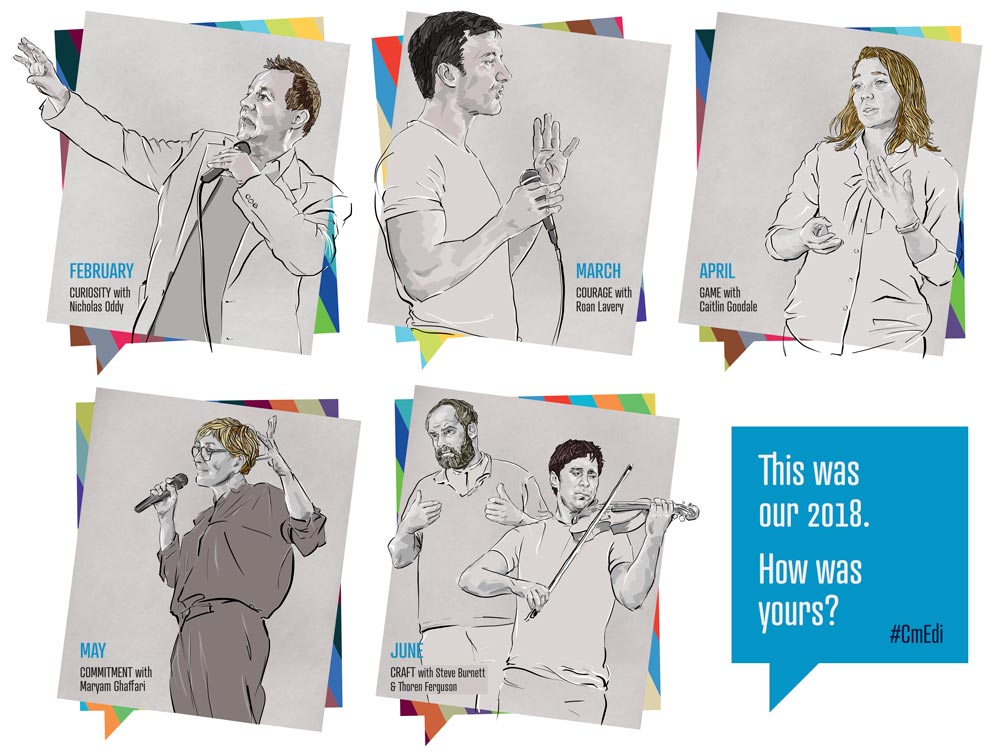 FEBRUARY
CURIOSITY with
Nicholas Oddy
MARCH
COURAGE with
Roan Lavery
APRIL
GAME with
Caitlin Goodale
MAY
COMMITMENT with
Maryam Ghaffari
JUNE
CRAFT with Steve Burnett
& Thoren Ferguson
This was
our 2018.
How was
yours?
#CmEdi